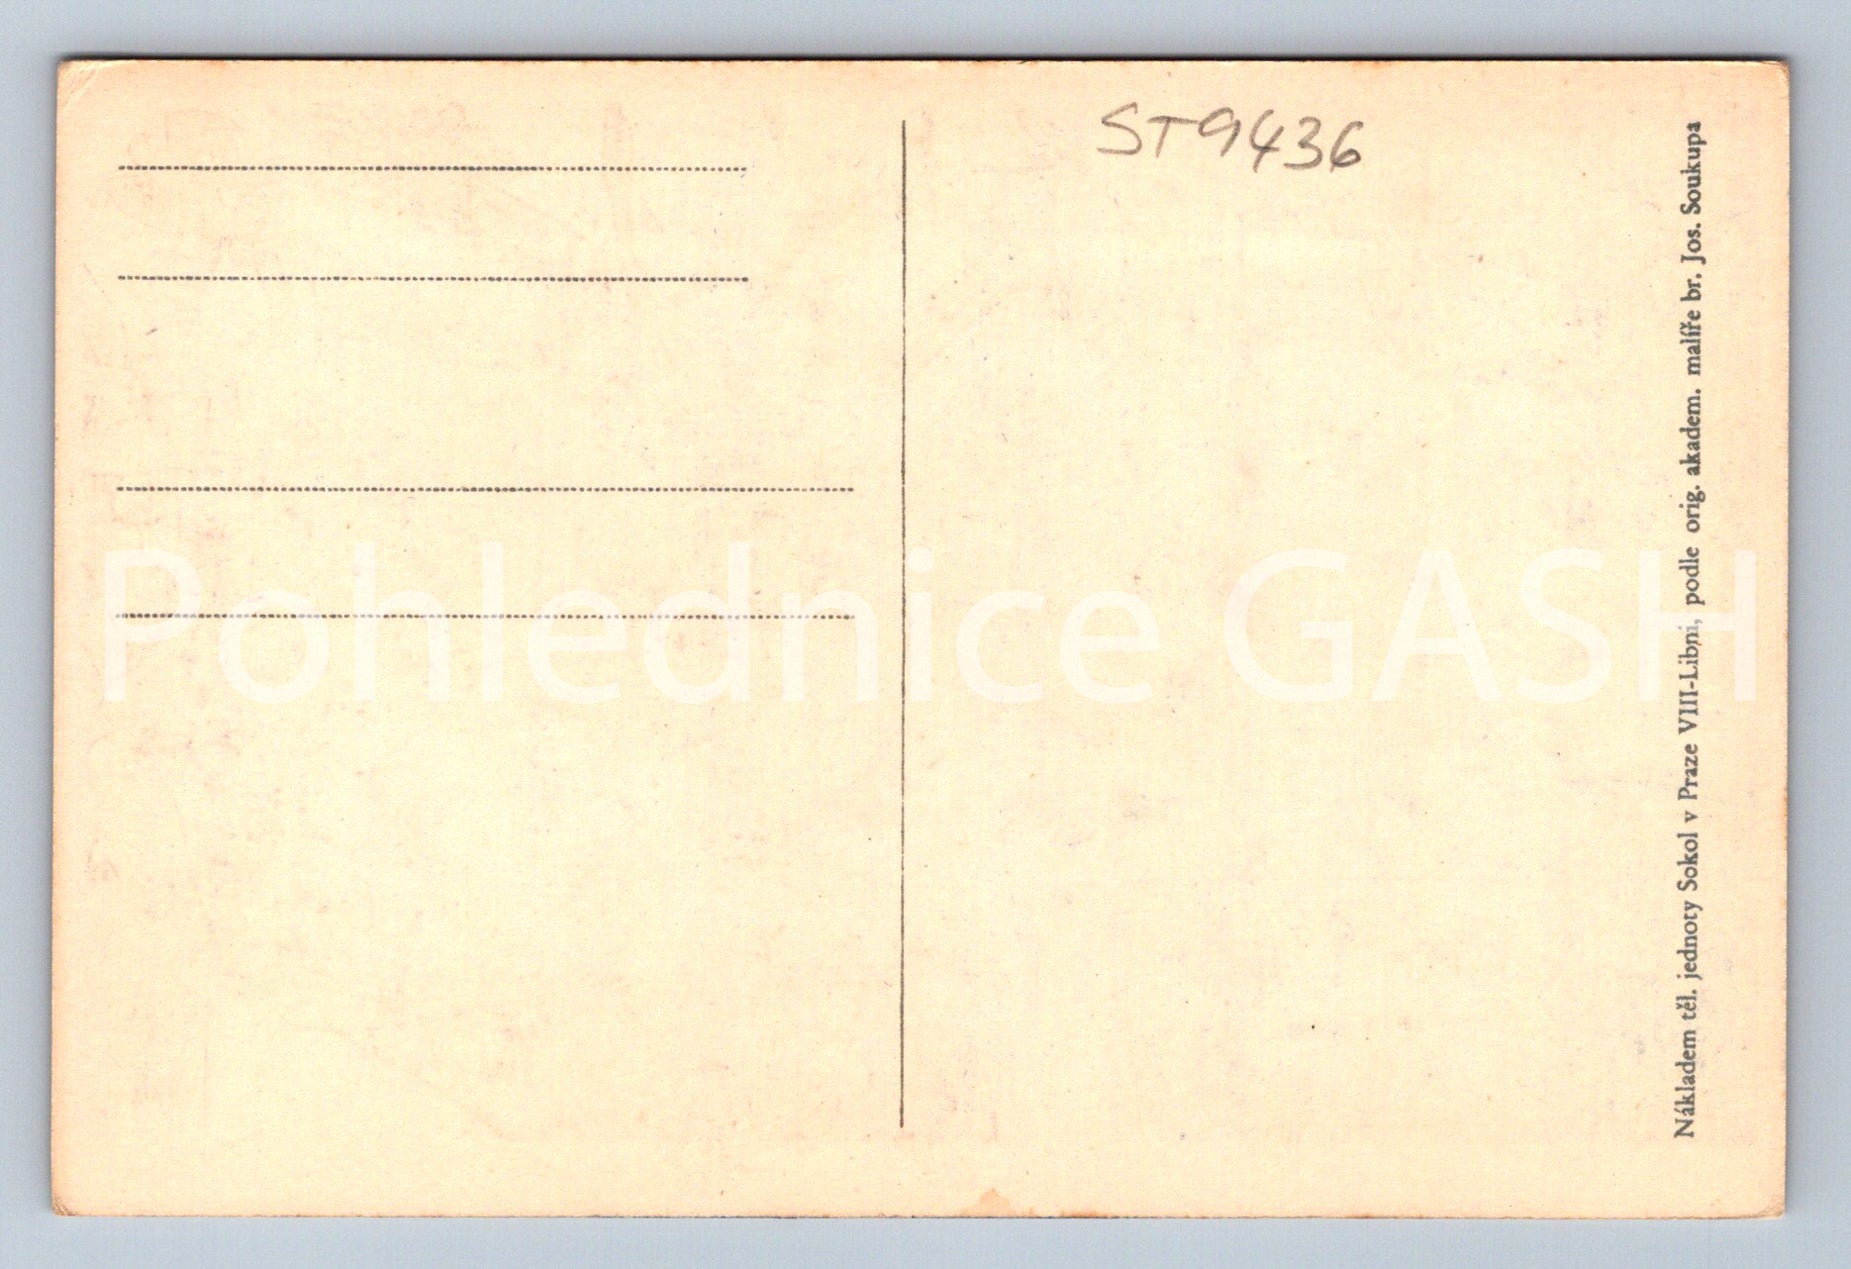 ST9436
Pohlednice GASH
Nákladem těl. jednoty Sokol v Praze VIII-Libni, podle orig. akadem. malíře br. Jos. Soukupa